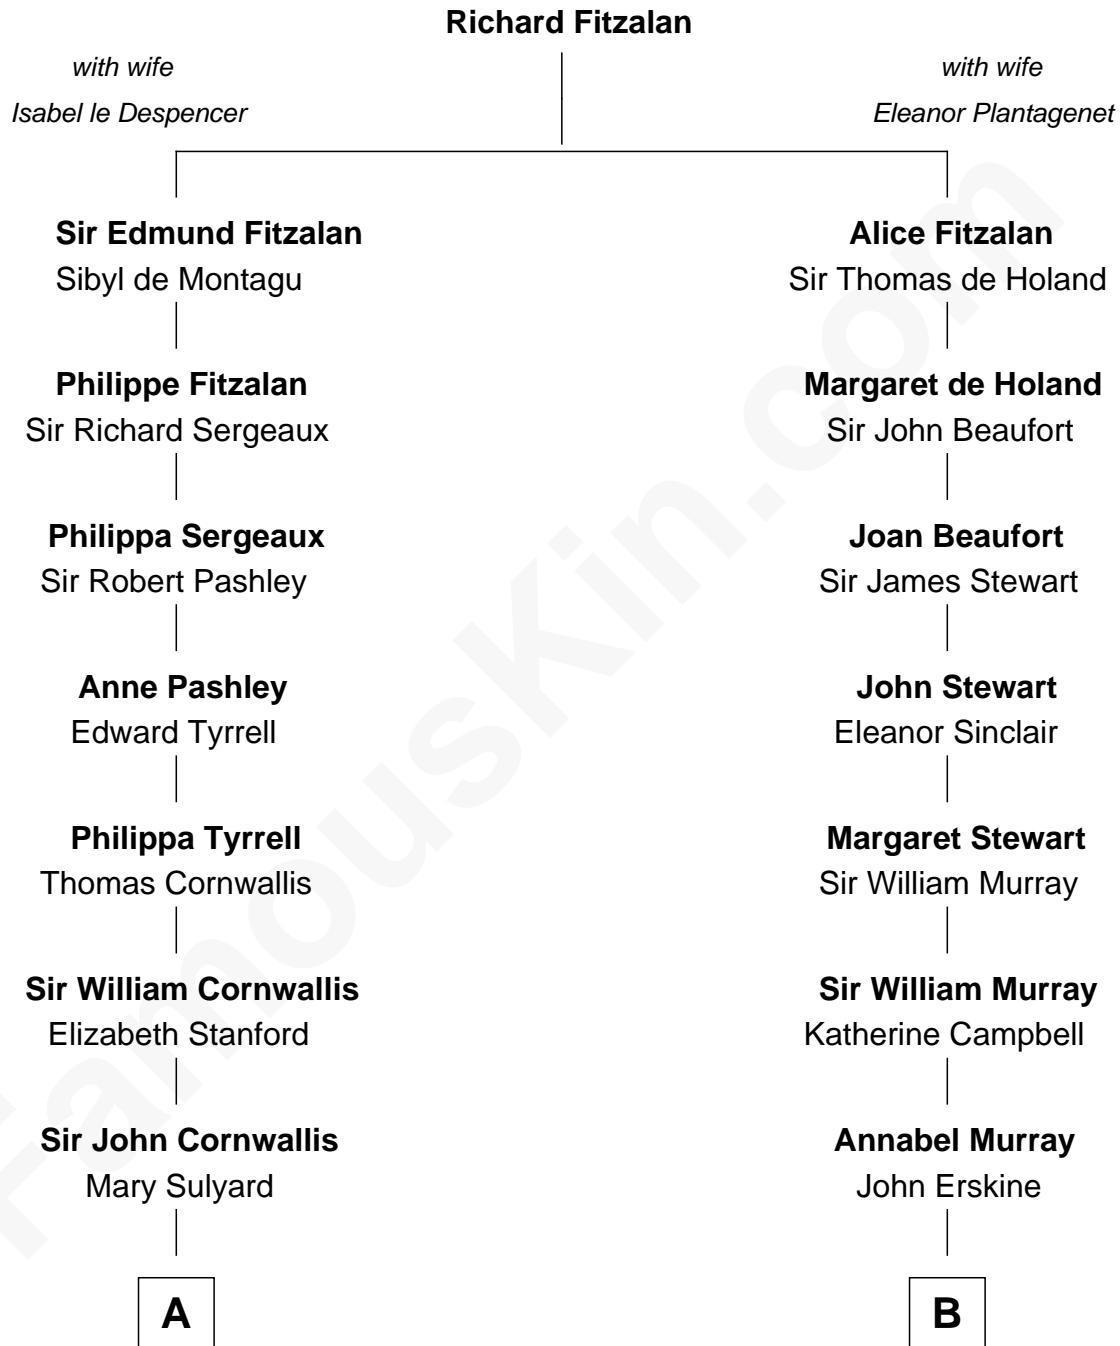 Richard Fitzalan
with wife
Isabel le Despencer
with wife
Eleanor Plantagenet
Sir Edmund Fitzalan
Sibyl de Montagu
Alice Fitzalan
Sir Thomas de Holand
Philippe Fitzalan
Sir Richard Sergeaux
Margaret de Holand
Sir John Beaufort
Philippa Sergeaux
Sir Robert Pashley
Joan Beaufort
Sir James Stewart
Anne Pashley
Edward Tyrrell
John Stewart
Eleanor Sinclair
Philippa Tyrrell
Thomas Cornwallis
Margaret Stewart
Sir William Murray
Sir William Cornwallis
Elizabeth Stanford
Sir William Murray
Katherine Campbell
Sir John Cornwallis
Mary Sulyard
Annabel Murray
John Erskine
A
B
FamousKin.com